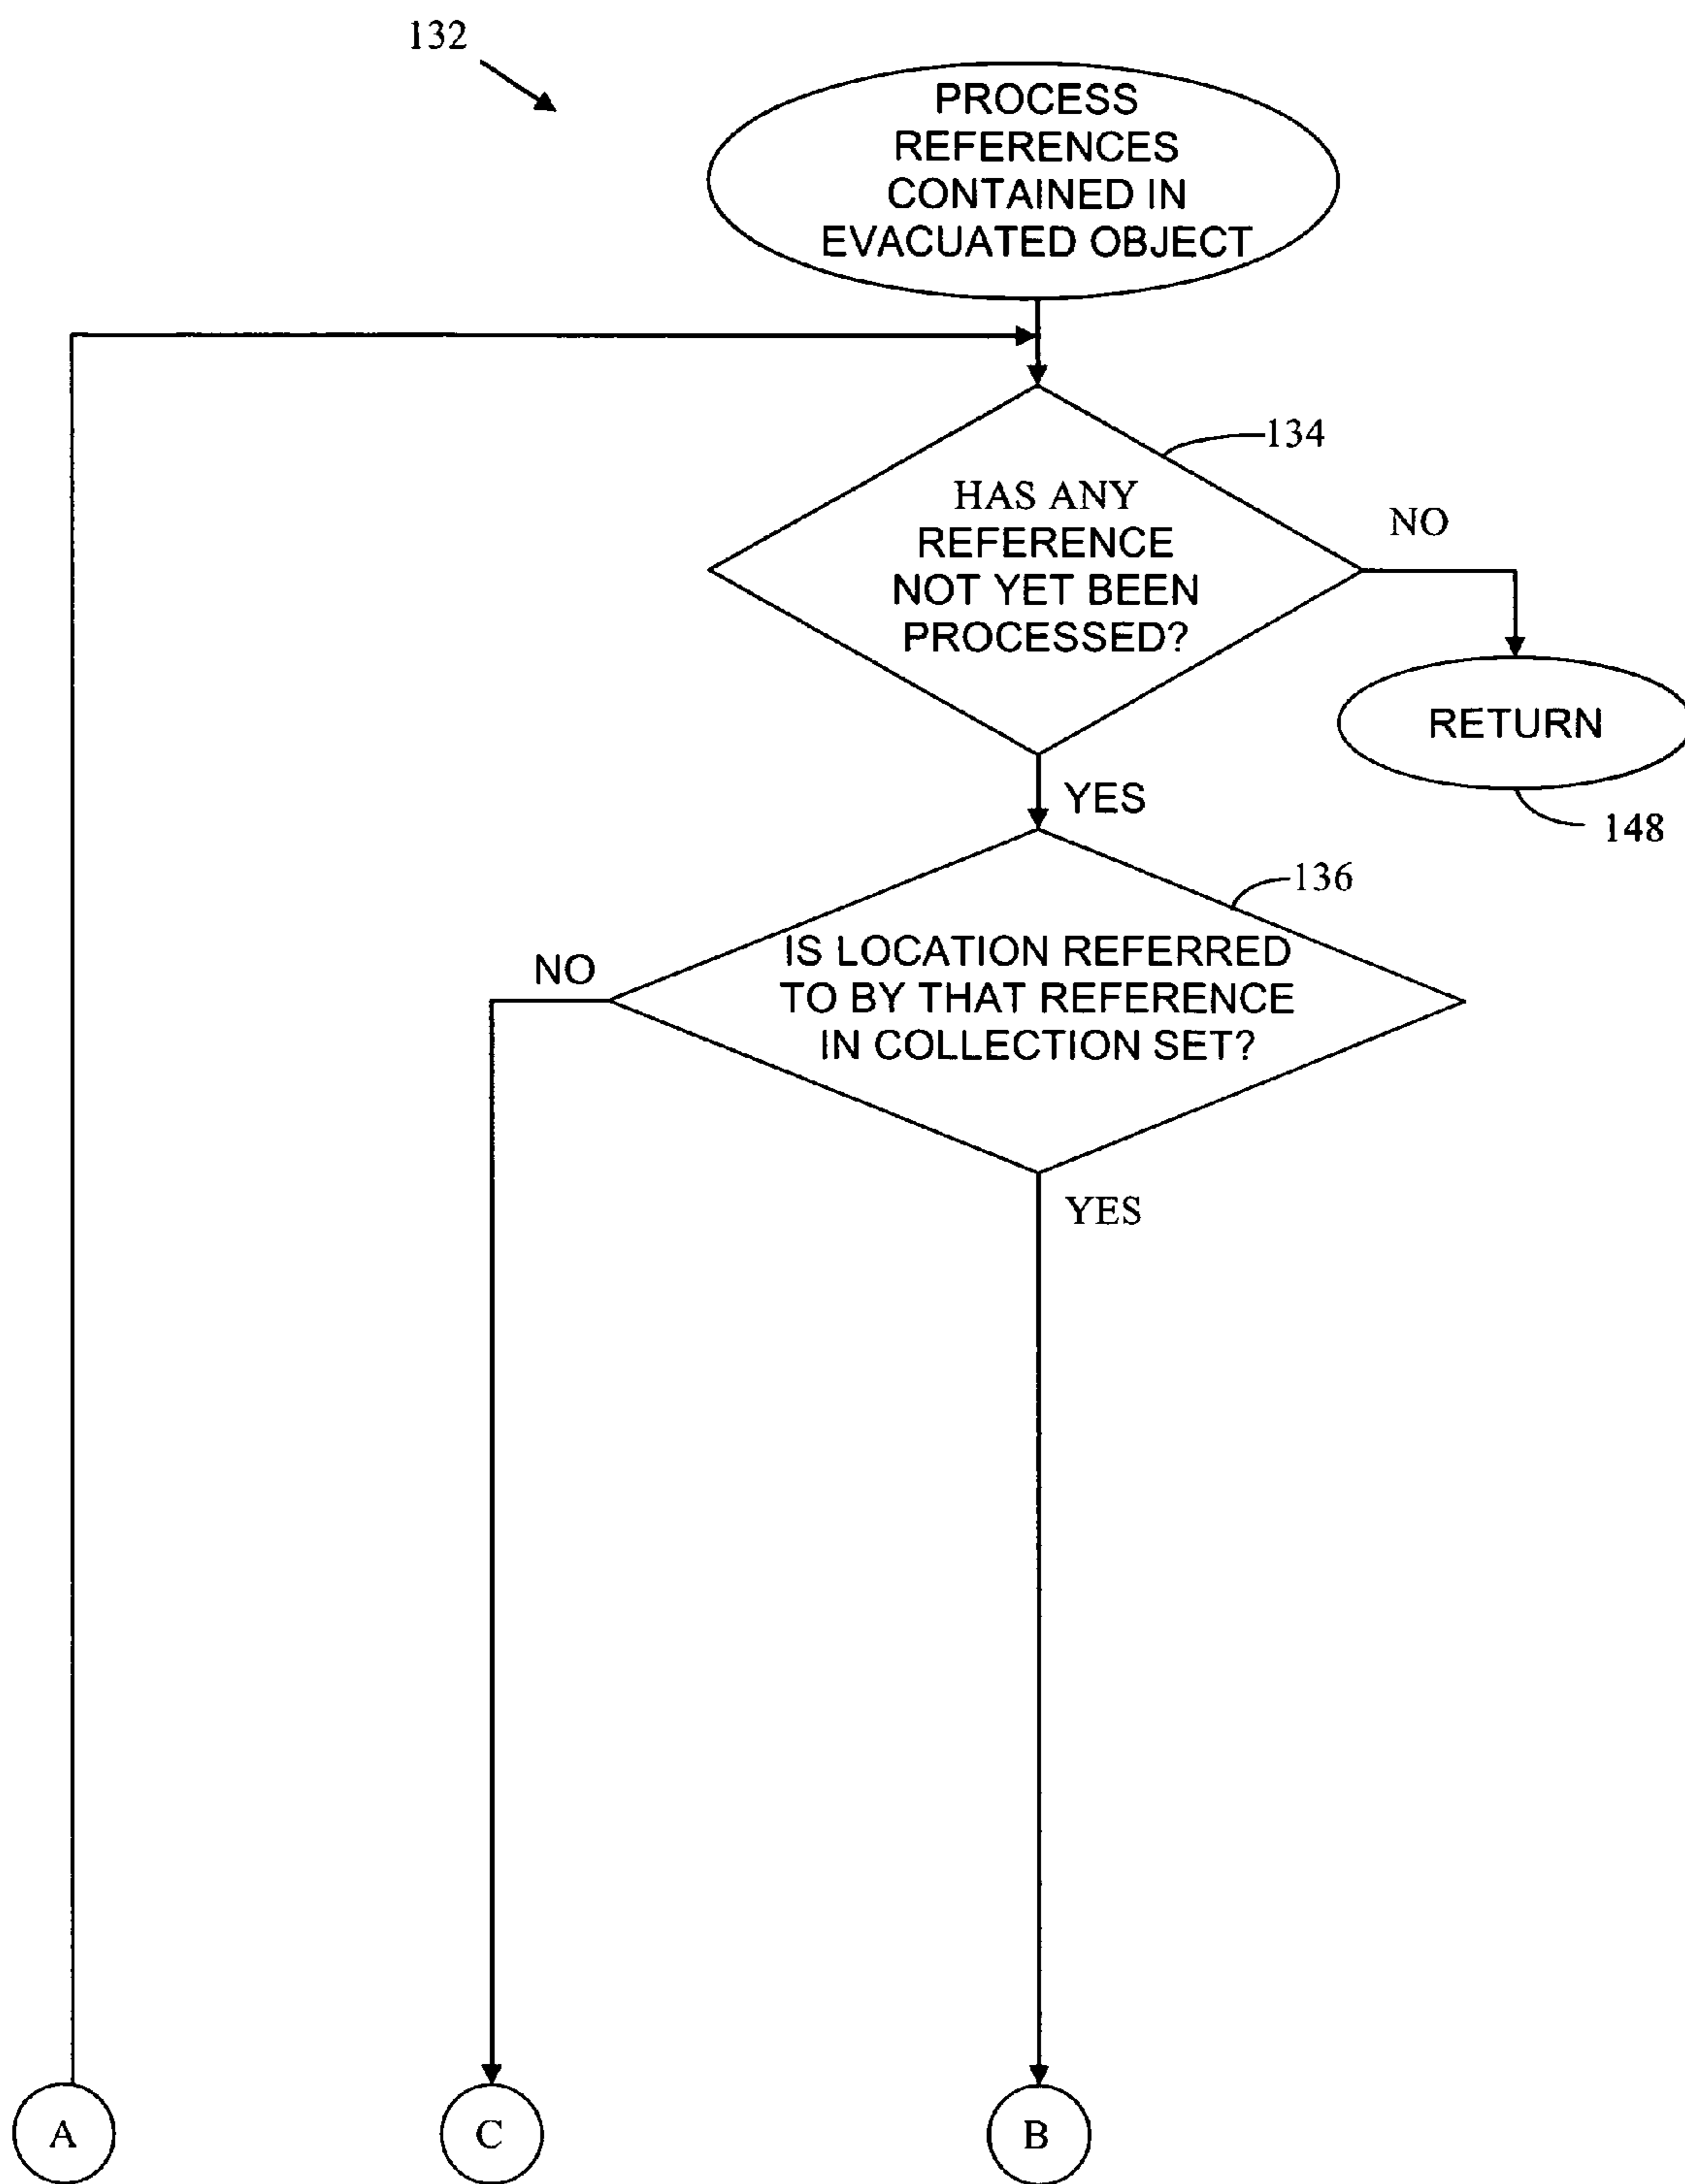 132
PROCESS
REFERENCES
CONTAINED IN
EVACUATED OBJECT
134
HAS ANY
REFERENCE
NOT YET BEEN
PROCESSED?
NO
RETURN
148
YES
136
IS LOCATION REFERRED
TO BY THAT REFERENCE
IN COLLECTION SET?
NO
YES
A
C
B